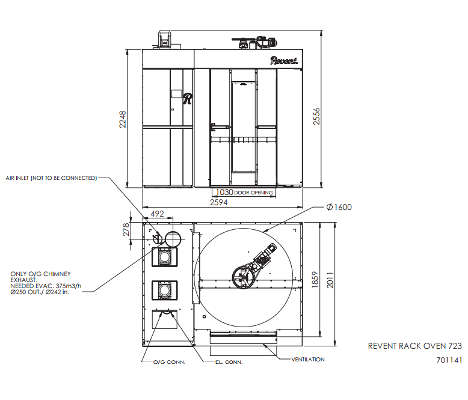 Revent
2248
2556
1030 DOOR OPENING
2594
AIR INLET (NOT TO BE CONNECTED)
492
278
Ø1600
ONLY O/G CHIMNEY
EXHAUST.
NEEDED EVAC. 375m3/h
Ø250 OUT./ Ø242 in.
1859
2011
O/G CONN.
EL. CONN.
VENTILATION
REVENT RACK OVEN 723
701141